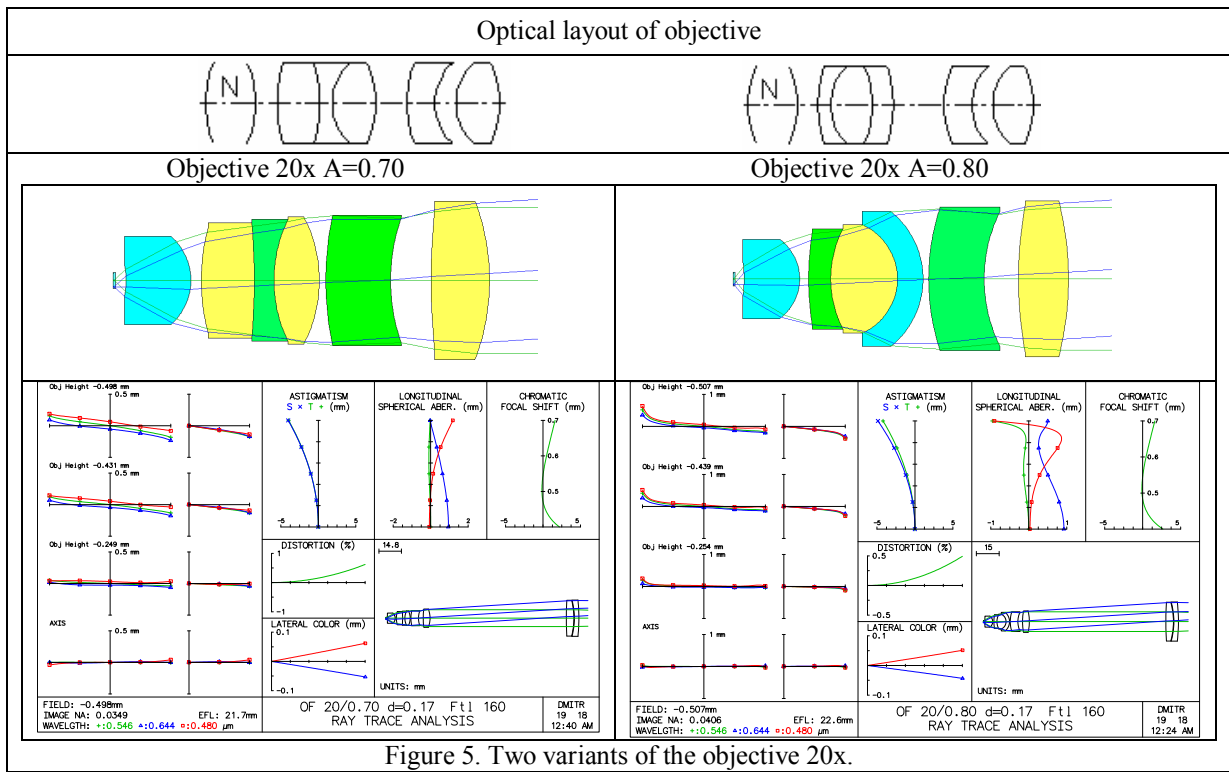 Optical layout of objective
N
N
Objective 20x A=0.70
Objective 20x A=0.80
Obj Height -0.498 mm
0.5 mm
Obj Height -0.431 mm
0.5 mm
Obj Height -0.249 mm
0.5 mm
AXIS
0.5 mm
ASTIGMATISM
S × T + (mm)
-5 5
LONGITUDINAL
SPHERICAL ABER. (mm)
-2 2
CHROMATIC
FOCAL SHIFT (mm)
0.7
0.6
0.5
-5 5
DISTORTION (%)
1
-1
LATERAL COLOR (mm)
0.1
-0.1
14.8
UNITS: mm
FIELD: -0.498mm
IMAGE NA: 0.0349 EFL: 21.7mm
WAVELGTH: +:0.546 ▵:0.644 ▫:0.480 µm
OF 20/0.70 d=0.17 Ftl 160
RAY TRACE ANALYSIS
DMITR
19 18
12:40 AM
Obj Height -0.507 mm
1 mm
Obj Height -0.439 mm
1 mm
Obj Height -0.254 mm
1 mm
AXIS
1 mm
ASTIGMATISM
S × T + (mm)
-5 5
LONGITUDINAL
SPHERICAL ABER. (mm)
-1 1
CHROMATIC
FOCAL SHIFT (mm)
0.7
0.6
0.5
-5 5
DISTORTION (%)
0.5
-0.5
LATERAL COLOR (mm)
0.1
-0.1
15
UNITS: mm
FIELD: -0.507mm
IMAGE NA: 0.0406 EFL: 22.6mm
WAVELGTH: +:0.546 ▵:0.644 ▫:0.480 µm
OF 20/0.80 d=0.17 Ftl 160
RAY TRACE ANALYSIS
DMITR
19 18
12:24 AM
Figure 5. Two variants of the objective 20x.